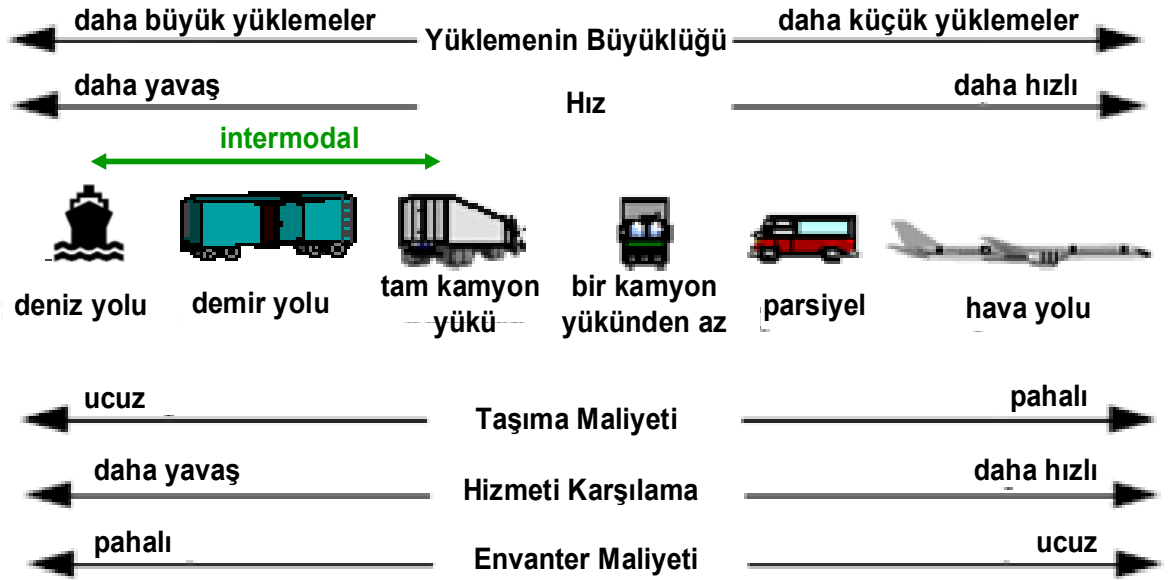 daha büyük yüklemeler
Yüklemenin Büyüklüğü
daha küçük yüklemeler
daha yavaş
Hız
daha hızlı
intermodal
deniz yolu
demir yolu
tam kamyon
yükü
bir kamyon
yükünden az
parsiyel
hava yolu
ucuz
Taşıma Maliyeti
pahalı
daha yavaş
Hizmeti Karşılama
daha hızlı
pahalı
Envanter Maliyeti
ucuz